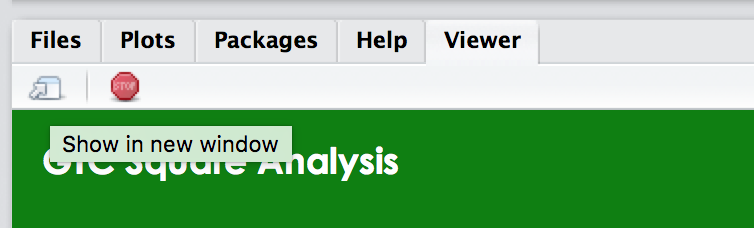 Files Plots Packages Help Viewer
STOP
Show in new window
Square Analysis